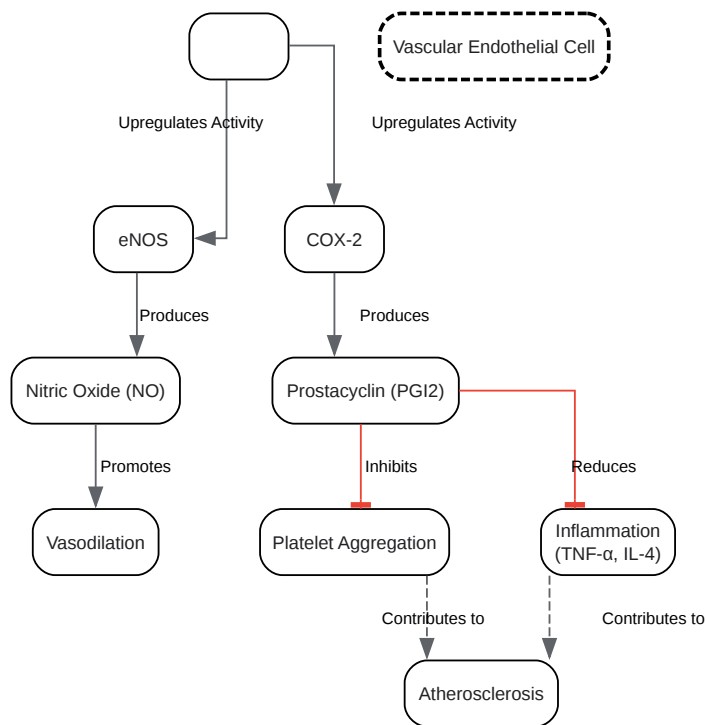 Vascular Endothelial Cell
Upregulates Activity
Upregulates Activity
eNOS
COX-2
Produces
Produces
Nitric Oxide (NO)
Prostacyclin (PGI2)
Promotes
Inhibits
Reduces
Vasodilation
Platelet Aggregation
Inflammation
(TNF-α, IL-4)
Contributes to
Contributes to
Atherosclerosis